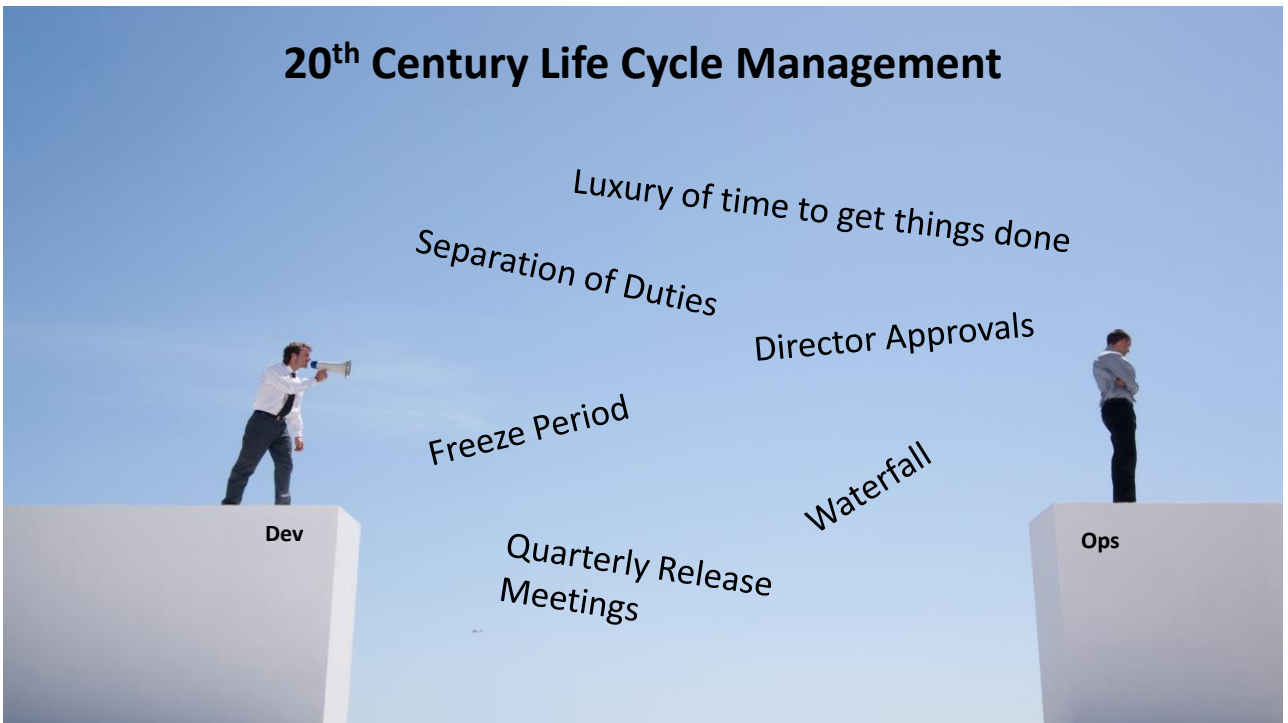 20th Century Life Cycle Management
Luxury of time to get things done
Separation of Duties
Director Approvals
Freeze Period
Waterfall
Dev
Ops
Quarterly Release
Meetings